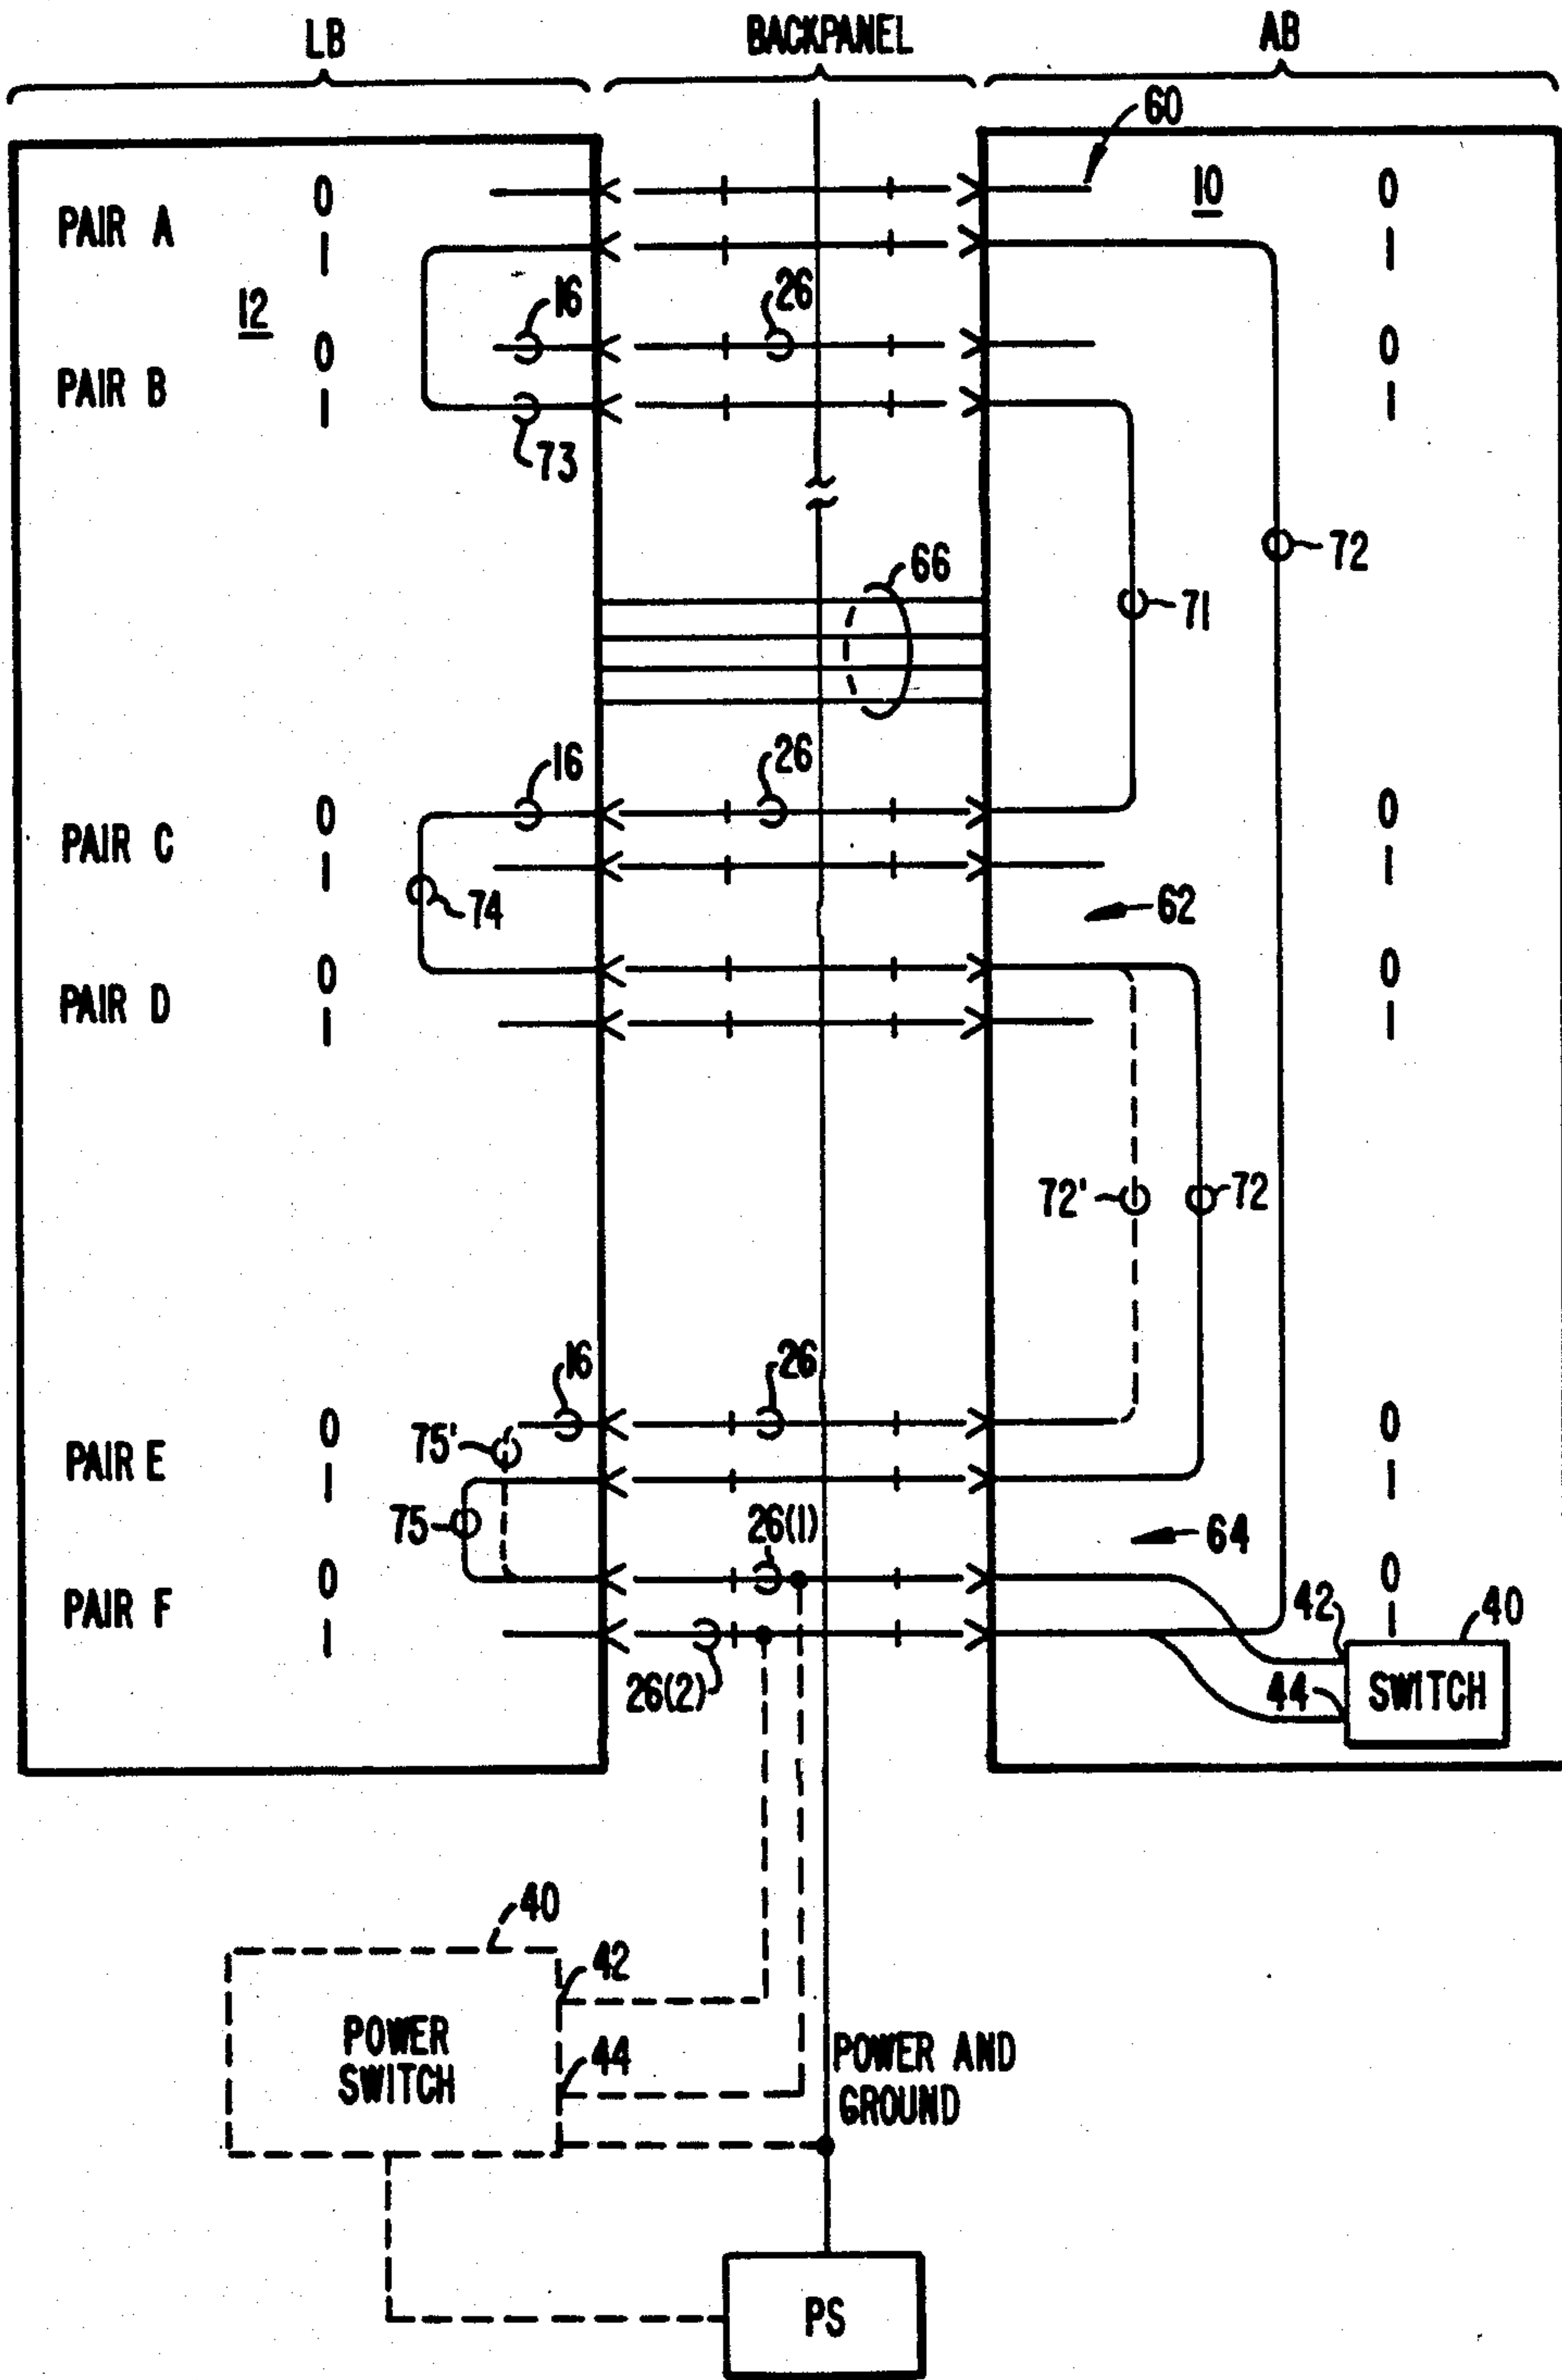 LB BACKPANEL AB
60
PAIR A 0 10 0
1 1
12 16 26
0 0
PAIR B 1 1
73
72
66 71
16 26
0 0
PAIR C 1 1
74 62
0 0
PAIR D 1 1
72' 72
16 26
0 0
75'
PAIR E 1 1
75 26(1) 64
0 0
PAIR F 42 40
1 1
26(2) 44 SWITCH
40
42
POWER
SWITCH
44
POWER AND
GROUND
PS